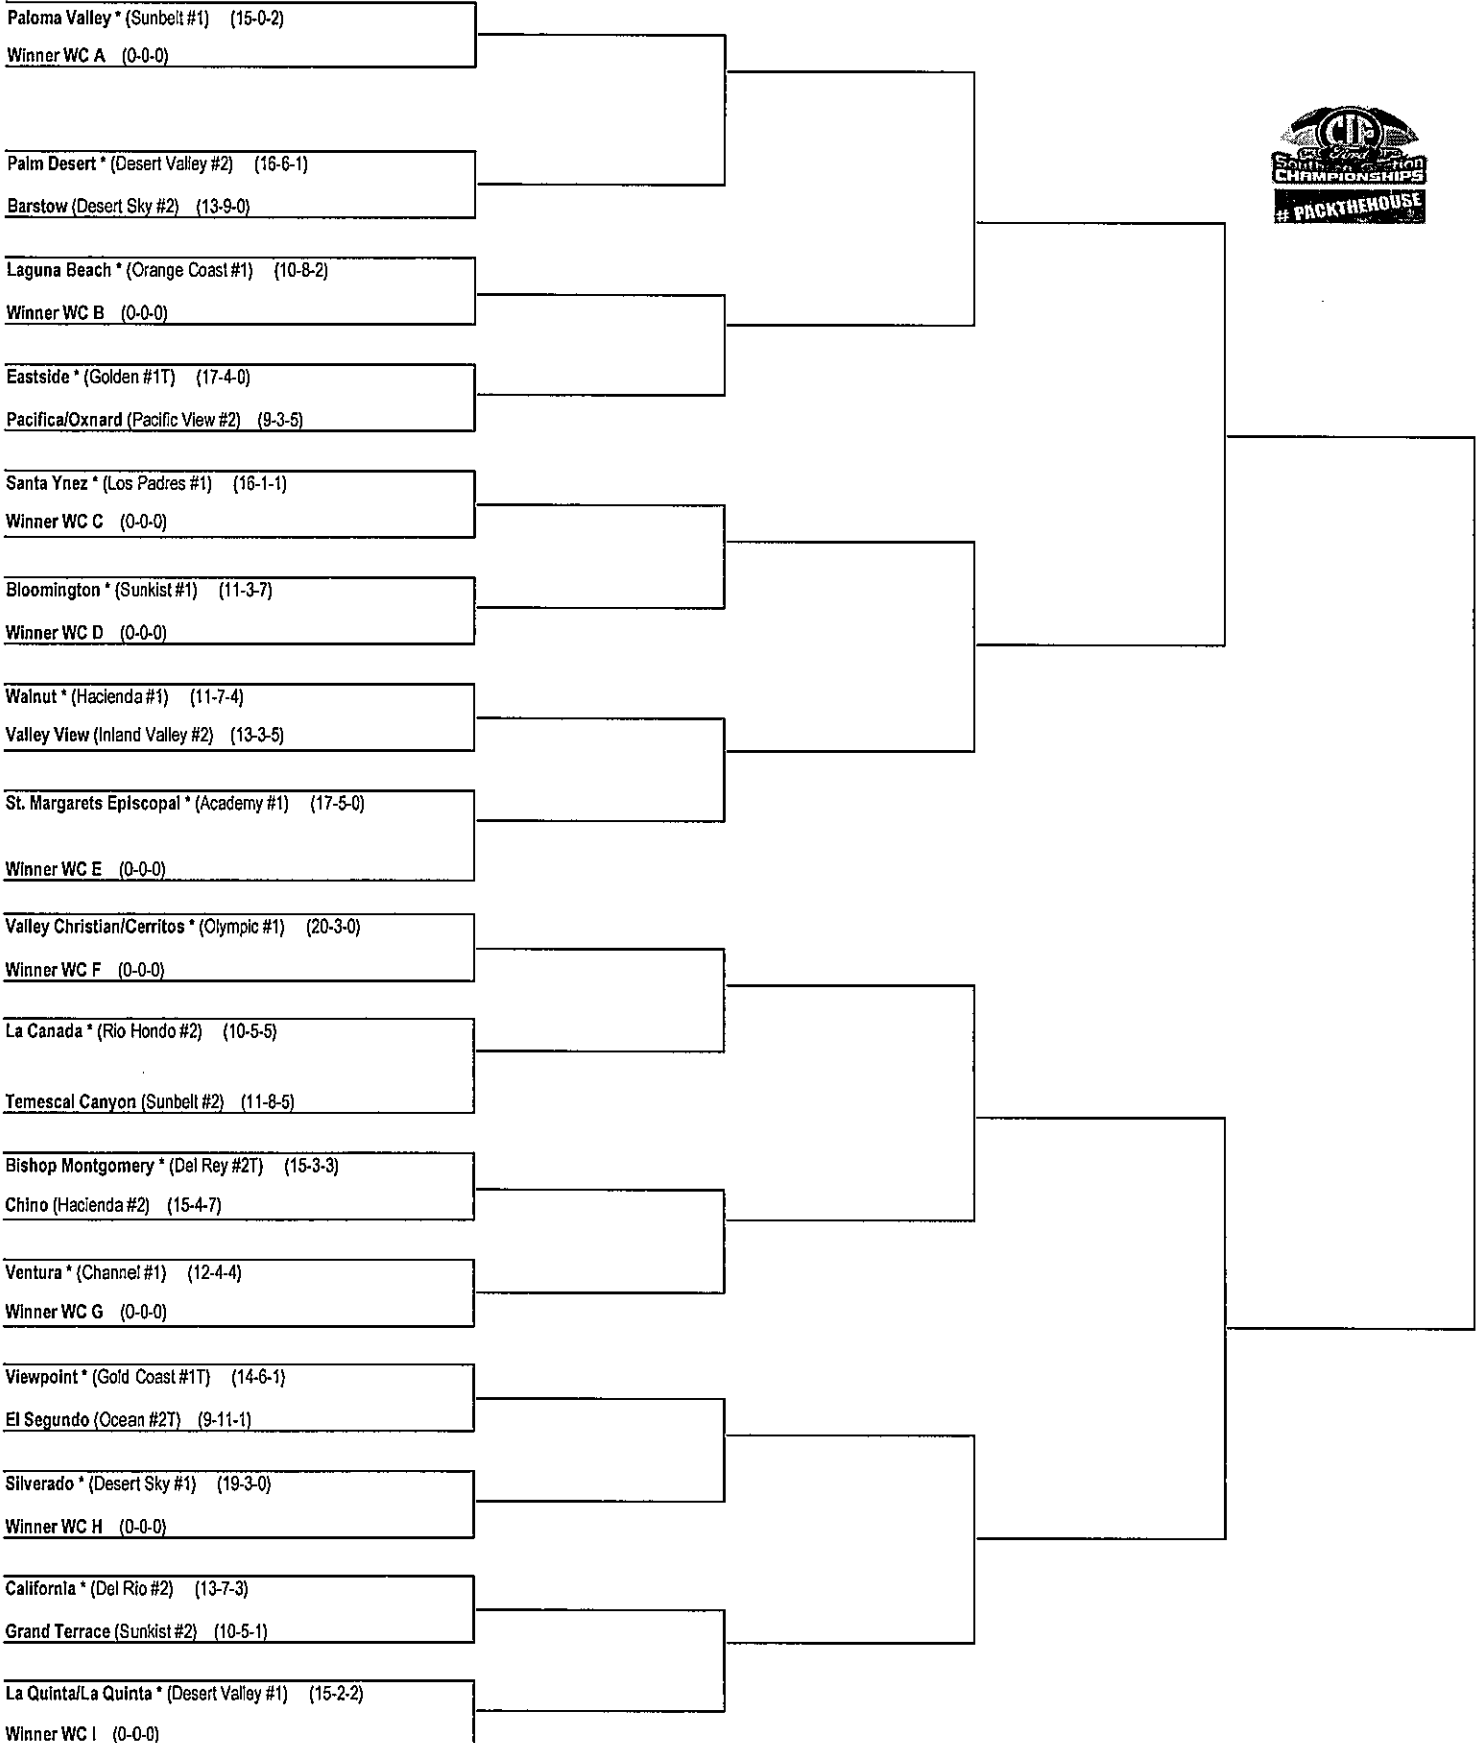 Paloma Valley * (Sunbelt #1) (15-0-2)
Winner WC A (0-0-0)
Palm Desert * (Desert Valley #2) (16-6-1)
Barstow (Desert Sky #2) (13-9-0)
Laguna Beach * (Orange Coast #1) (10-8-2)
Winner WC B (0-0-0)
Eastside * (Golden #1T) (17-4-0)
Pacifica/Oxnard (Pacific View #2) (9-3-5)
Santa Ynez * (Los Padres #1) (16-1-1)
Winner WC C (0-0-0)
Bloomington * (Sunkist #1) (11-3-7)
Winner WC D (0-0-0)
Walnut * (Hacienda #1) (11-7-4)
Valley View (Inland Valley #2) (13-3-5)
St. Margarets Episcopal * (Academy #1) (17-5-0)
Winner WC E (0-0-0)
Valley Christian/Cerritos * (Olympic #1) (20-3-0)
Winner WC F (0-0-0)
La Canada * (Rio Hondo #2) (10-5-5)
Temescal Canyon (Sunbelt #2) (11-8-5)
Bishop Montgomery * (Del Rey #2T) (15-3-3)
Chino (Hacienda #2) (15-4-7)
Ventura * (Channel #1) (12-4-4)
Winner WC G (0-0-0)
Viewpoint * (Gold Coast #1T) (14-6-1)
El Segundo (Ocean #2T) (9-11-1)
Silverado * (Desert Sky #1) (19-3-0)
Winner WC H (0-0-0)
California * (Del Rio #2) (13-7-3)
Grand Terrace (Sunkist #2) (10-5-1)
La Quinta/La Quinta * (Desert Valley #1) (15-2-2)
Winner WC I (0-0-0)
CIF
Ford
CHAMPIONSHIPS
# PACKTHEHOUSE